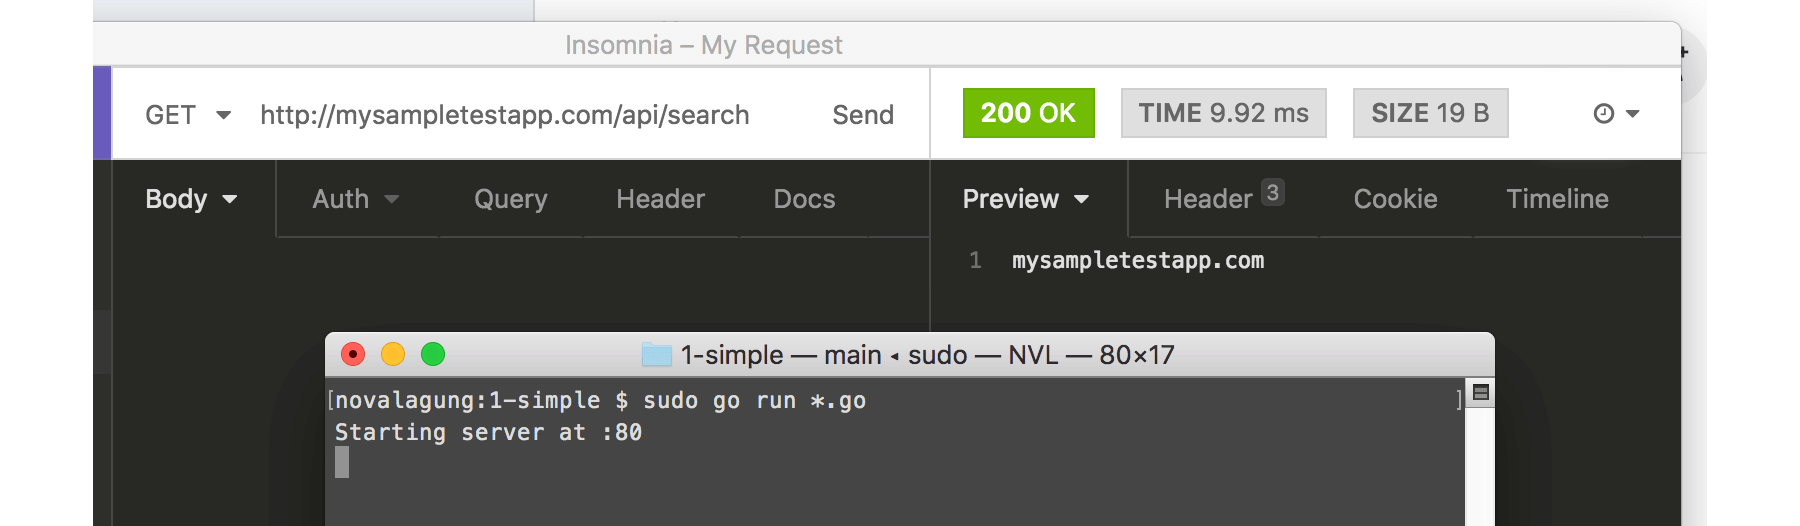 Insomnia – My Request
GET http://mysampletestapp.com/api/search Send 200 OK TIME 9.92 ms SIZE 19 B
Body Auth Query Header Docs Preview Header 3 Cookie Timeline
1 mysampletestapp.com
1-simple — main ◂ sudo — NVL — 80×17
[novalagung:1-simple $ sudo go run *.go ]
Starting server at :80